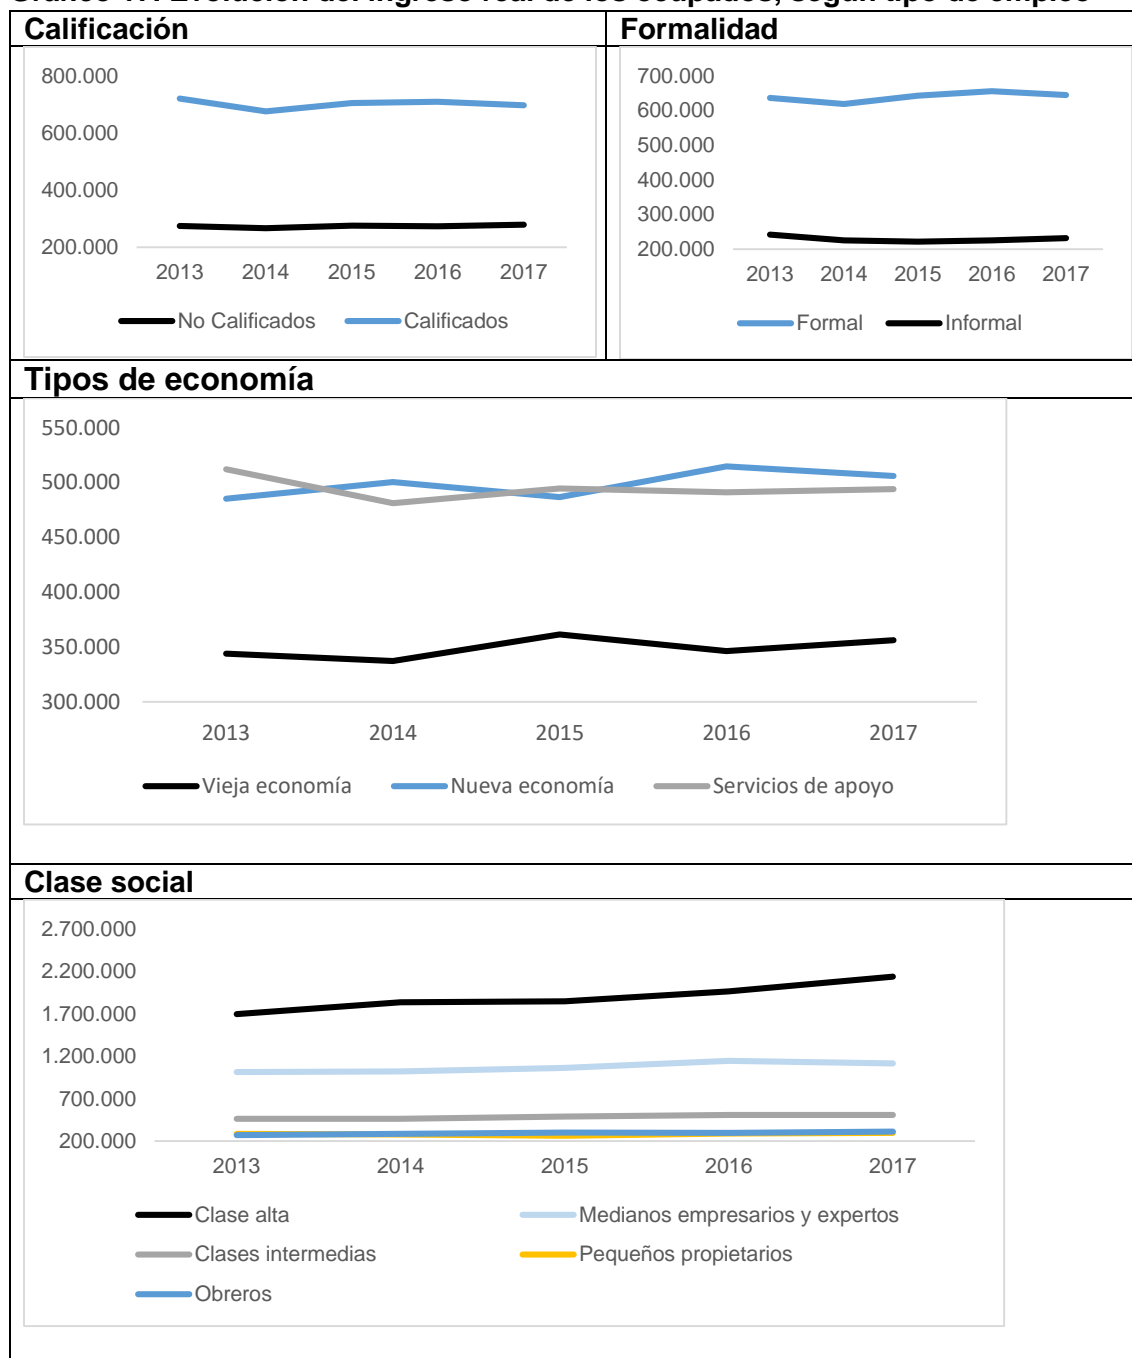 Calificación
Formalidad
800.000
600.000
400.000
200.000
2013 2014 2015 2016 2017
No Calificados Calificados
700.000
600.000
500.000
400.000
300.000
200.000
2013 2014 2015 2016 2017
Formal Informal
Tipos de economía
550.000
500.000
450.000
400.000
350.000
300.000
2013 2014 2015 2016 2017
Vieja economía Nueva economía Servicios de apoyo
Clase social
2.700.000
2.200.000
1.700.000
1.200.000
700.000
200.000
2013 2014 2015 2016 2017
Clase alta Medianos empresarios y expertos
Clases intermedias Pequeños propietarios
Obreros